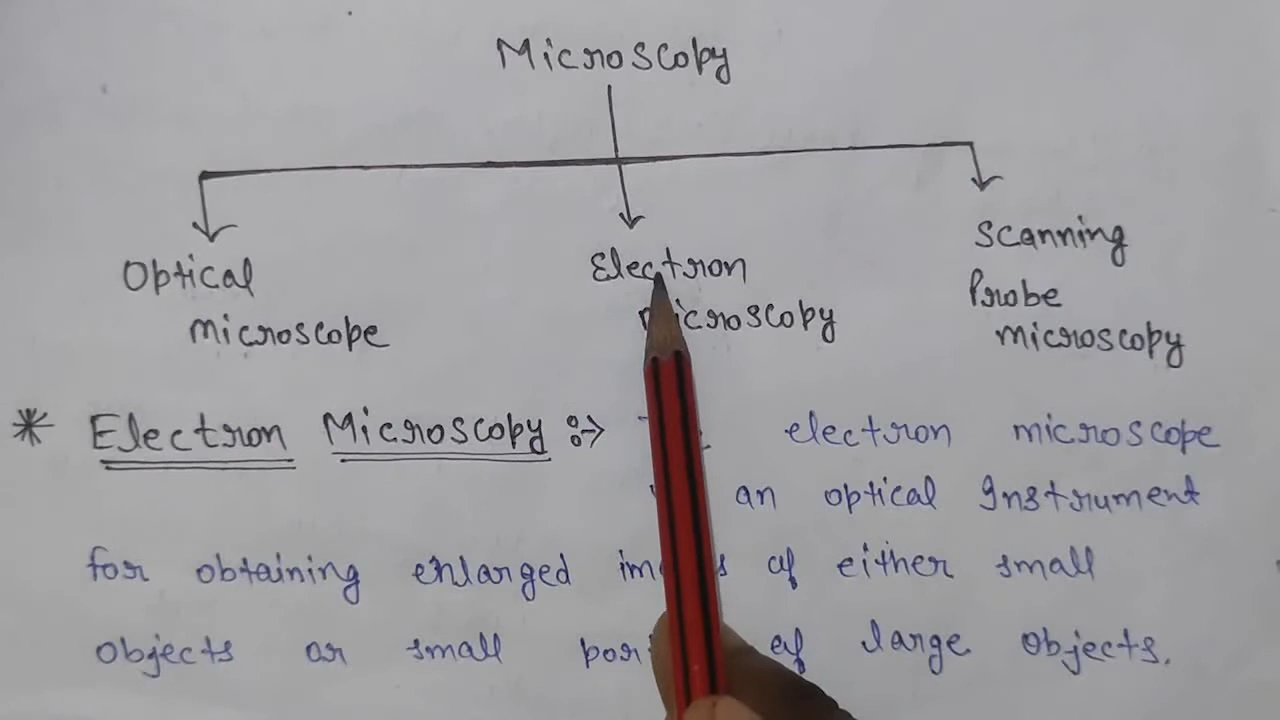 Microscopy
Optical
microscope
Electron
microscopy
Scanning
Probe
microscopy
* Electron Microscopy :-> electron microscope
an optical Instrument
for obtaining enlarged of either small
objects or small of large objects.